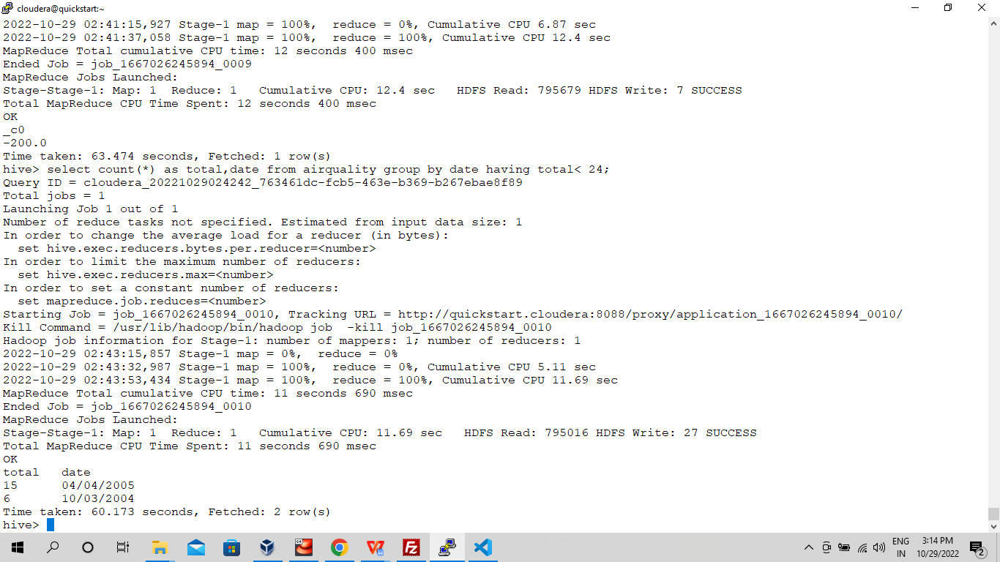 cloudera@quickstart:~
2022-10-29 02:41:15,927 Stage-1 map = 100%,  reduce = 0%, Cumulative CPU 6.87 sec
2022-10-29 02:41:37,058 Stage-1 map = 100%,  reduce = 100%, Cumulative CPU 12.4 sec
MapReduce Total cumulative CPU time: 12 seconds 400 msec
Ended Job = job_1667026245894_0009
MapReduce Jobs Launched:
Stage-Stage-1: Map: 1  Reduce: 1   Cumulative CPU: 12.4 sec   HDFS Read: 795679 HDFS Write: 7 SUCCESS
Total MapReduce CPU Time Spent: 12 seconds 400 msec
OK
_c0
-200.0
Time taken: 63.474 seconds, Fetched: 1 row(s)
hive> select count(*) as total,date from airquality group by date having total< 24;
Query ID = cloudera_20221029024242_763461dc-fcb5-463e-b369-b267ebae8f89
Total jobs = 1
Launching Job 1 out of 1
Number of reduce tasks not specified. Estimated from input data size: 1
In order to change the average load for a reducer (in bytes):
  set hive.exec.reducers.bytes.per.reducer=<number>
In order to limit the maximum number of reducers:
  set hive.exec.reducers.max=<number>
In order to set a constant number of reducers:
  set mapreduce.job.reduces=<number>
Starting Job = job_1667026245894_0010, Tracking URL = http://quickstart.cloudera:8088/proxy/application_1667026245894_0010/
Kill Command = /usr/lib/hadoop/bin/hadoop job  -kill job_1667026245894_0010
Hadoop job information for Stage-1: number of mappers: 1; number of reducers: 1
2022-10-29 02:43:15,857 Stage-1 map = 0%,  reduce = 0%
2022-10-29 02:43:32,987 Stage-1 map = 100%,  reduce = 0%, Cumulative CPU 5.11 sec
2022-10-29 02:43:53,434 Stage-1 map = 100%,  reduce = 100%, Cumulative CPU 11.69 sec
MapReduce Total cumulative CPU time: 11 seconds 690 msec
Ended Job = job_1667026245894_0010
MapReduce Jobs Launched:
Stage-Stage-1: Map: 1  Reduce: 1   Cumulative CPU: 11.69 sec   HDFS Read: 795016 HDFS Write: 27 SUCCESS
Total MapReduce CPU Time Spent: 11 seconds 690 msec
OK
total   date
15      04/04/2005
6       10/03/2004
Time taken: 60.173 seconds, Fetched: 2 row(s)
hive>
64
ENG
IN
3:14 PM
10/29/2022
2